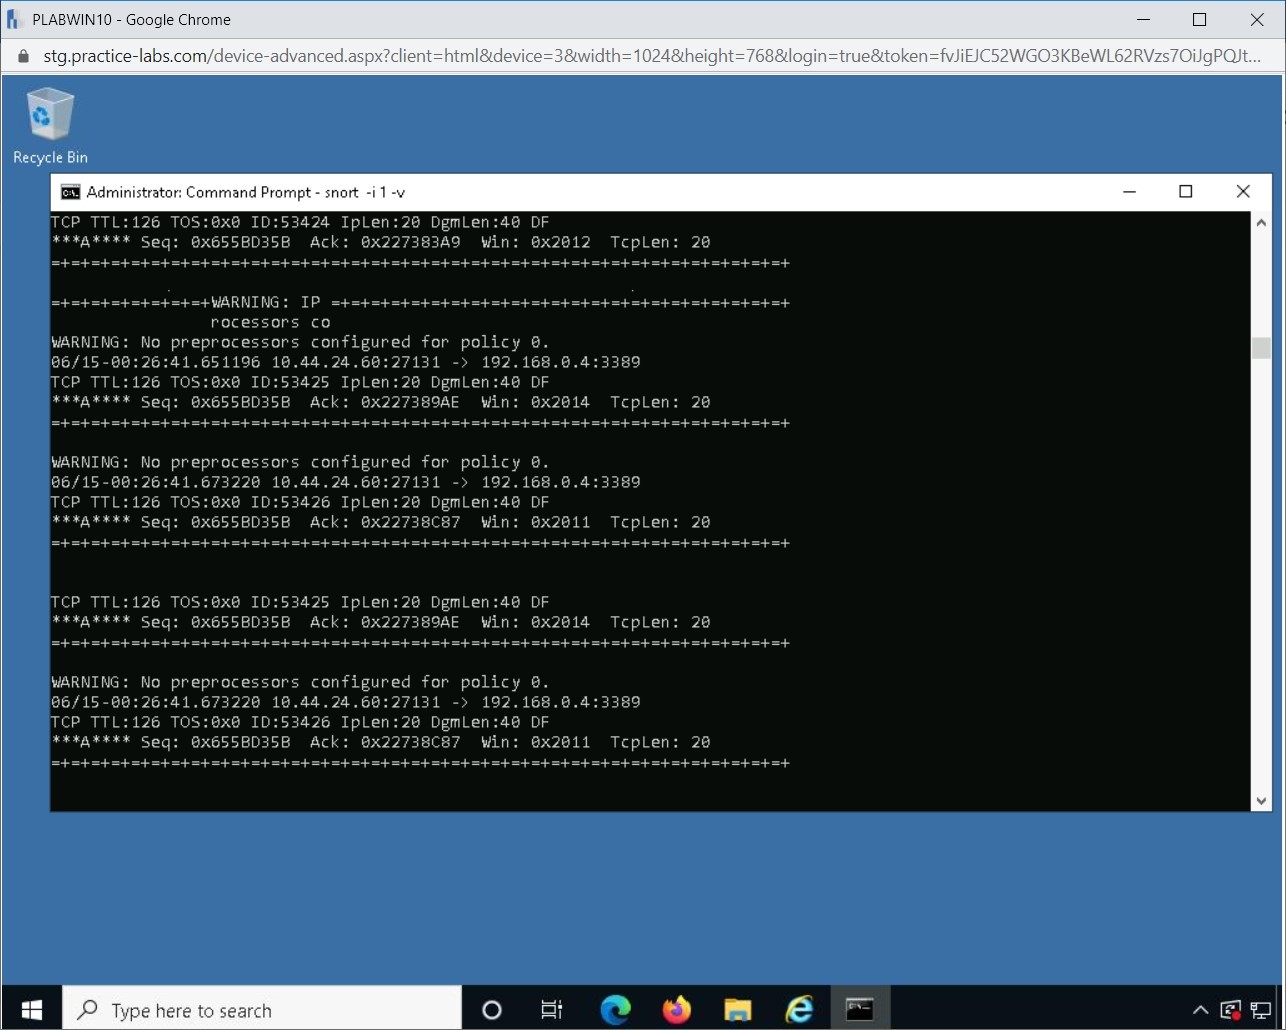 PLABWIN10 - Google Chrome
stg.practice-labs.com/device-advanced.aspx?client=html&device=3&width=1024&height=768&login=true&token=fvJiEJC52WGO3KBeWL62RVzs7OiJgPQJt...
Recycle Bin
Administrator: Command Prompt - snort -i 1 -v
TCP TTL:126 TOS:0x0 ID:53424 IpLen:20 DgmLen:40 DF
***A**** Seq: 0x655BD35B  Ack: 0x227383A9  Win: 0x2012  TcpLen: 20
=+=+=+=+=+=+=+=+=+=+=+=+=+=+=+=+=+=+=+=+=+=+=+=+=+=+=+=+=+=+=+=+=+=+=+=+=+
=+=+=+=+=+=+=+=+WARNING: IP =+=+=+=+=+=+=+=+=+=+=+=+=+=+=+=+=+=+=+=+=+=+=+
rocessors co
WARNING: No preprocessors configured for policy 0.
06/15-00:26:41.651196 10.44.24.60:27131 -> 192.168.0.4:3389
TCP TTL:126 TOS:0x0 ID:53425 IpLen:20 DgmLen:40 DF
***A**** Seq: 0x655BD35B  Ack: 0x227389AE  Win: 0x2014  TcpLen: 20
=+=+=+=+=+=+=+=+=+=+=+=+=+=+=+=+=+=+=+=+=+=+=+=+=+=+=+=+=+=+=+=+=+=+=+=+=+
WARNING: No preprocessors configured for policy 0.
06/15-00:26:41.673220 10.44.24.60:27131 -> 192.168.0.4:3389
TCP TTL:126 TOS:0x0 ID:53426 IpLen:20 DgmLen:40 DF
***A**** Seq: 0x655BD35B  Ack: 0x22738C87  Win: 0x2011  TcpLen: 20
=+=+=+=+=+=+=+=+=+=+=+=+=+=+=+=+=+=+=+=+=+=+=+=+=+=+=+=+=+=+=+=+=+=+=+=+=+
TCP TTL:126 TOS:0x0 ID:53425 IpLen:20 DgmLen:40 DF
***A**** Seq: 0x655BD35B  Ack: 0x227389AE  Win: 0x2014  TcpLen: 20
=+=+=+=+=+=+=+=+=+=+=+=+=+=+=+=+=+=+=+=+=+=+=+=+=+=+=+=+=+=+=+=+=+=+=+=+=+
WARNING: No preprocessors configured for policy 0.
06/15-00:26:41.673220 10.44.24.60:27131 -> 192.168.0.4:3389
TCP TTL:126 TOS:0x0 ID:53426 IpLen:20 DgmLen:40 DF
***A**** Seq: 0x655BD35B  Ack: 0x22738C87  Win: 0x2011  TcpLen: 20
=+=+=+=+=+=+=+=+=+=+=+=+=+=+=+=+=+=+=+=+=+=+=+=+=+=+=+=+=+=+=+=+=+=+=+=+=+
Type here to search